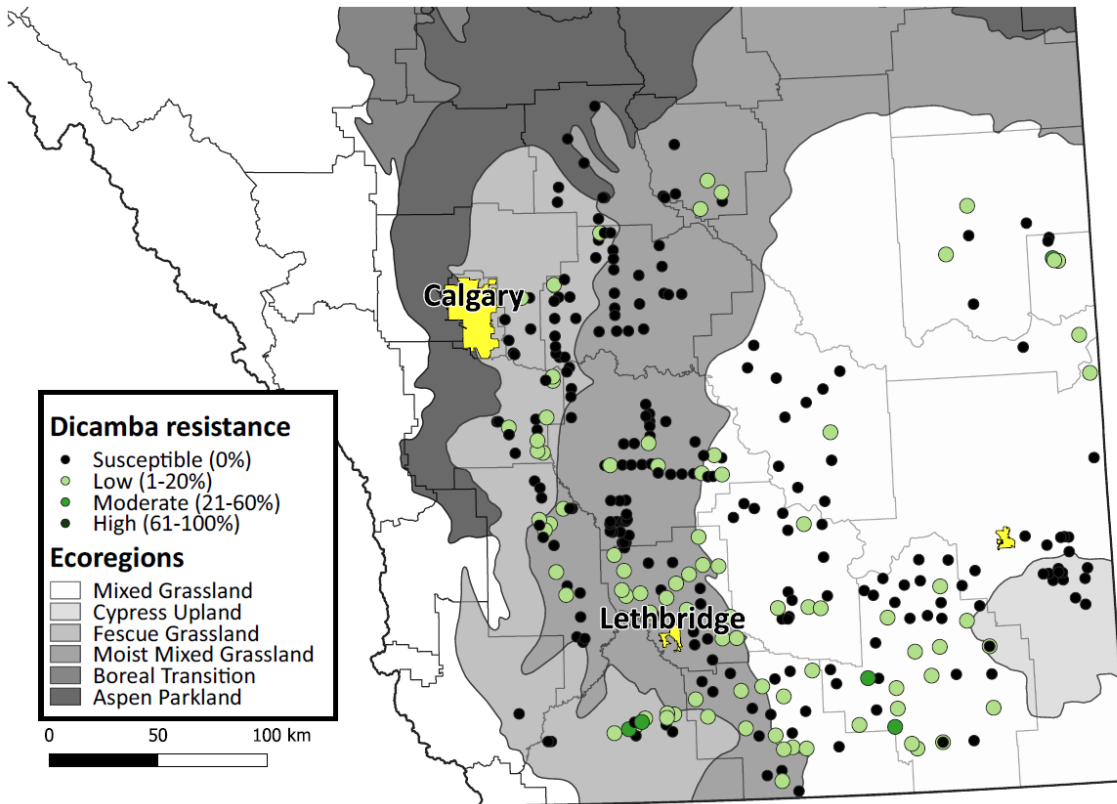 Calgary
Lethbridge
Dicamba resistance
Susceptible (0%)
Low (1-20%)
Moderate (21-60%)
High (61-100%)
Ecoregions
Mixed Grassland
Cypress Upland
Fescue Grassland
Moist Mixed Grassland
Boreal Transition
Aspen Parkland
0 50 100 km